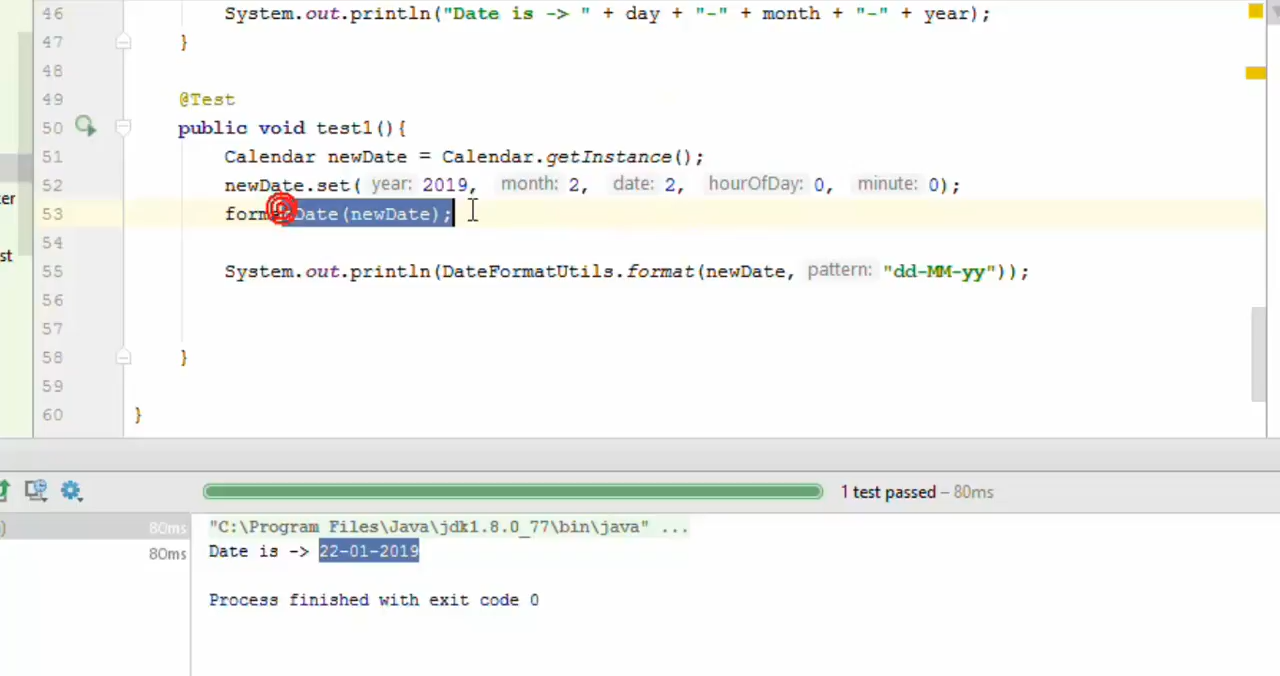 46 System.out.println("Date is -> " + day + "-" + month + "-" + year);
47 }
48
49 @Test
50 public void test1(){
51 Calendar newDate = Calendar.getInstance();
52 newDate.set( year: 2019, month: 2, date: 2, hourOfDay: 0, minute: 0);
er
53 formatDate(newDate);
54
st
55 System.out.println(DateFormatUtils.format(newDate, pattern: "dd-MM-yy"));
56
57
58 }
59
60 }
1 test passed – 80ms
) 80ms "C:\Program Files\Java\jdk1.8.0_77\bin\java" ...
80ms Date is -> 22-01-2019
Process finished with exit code 0